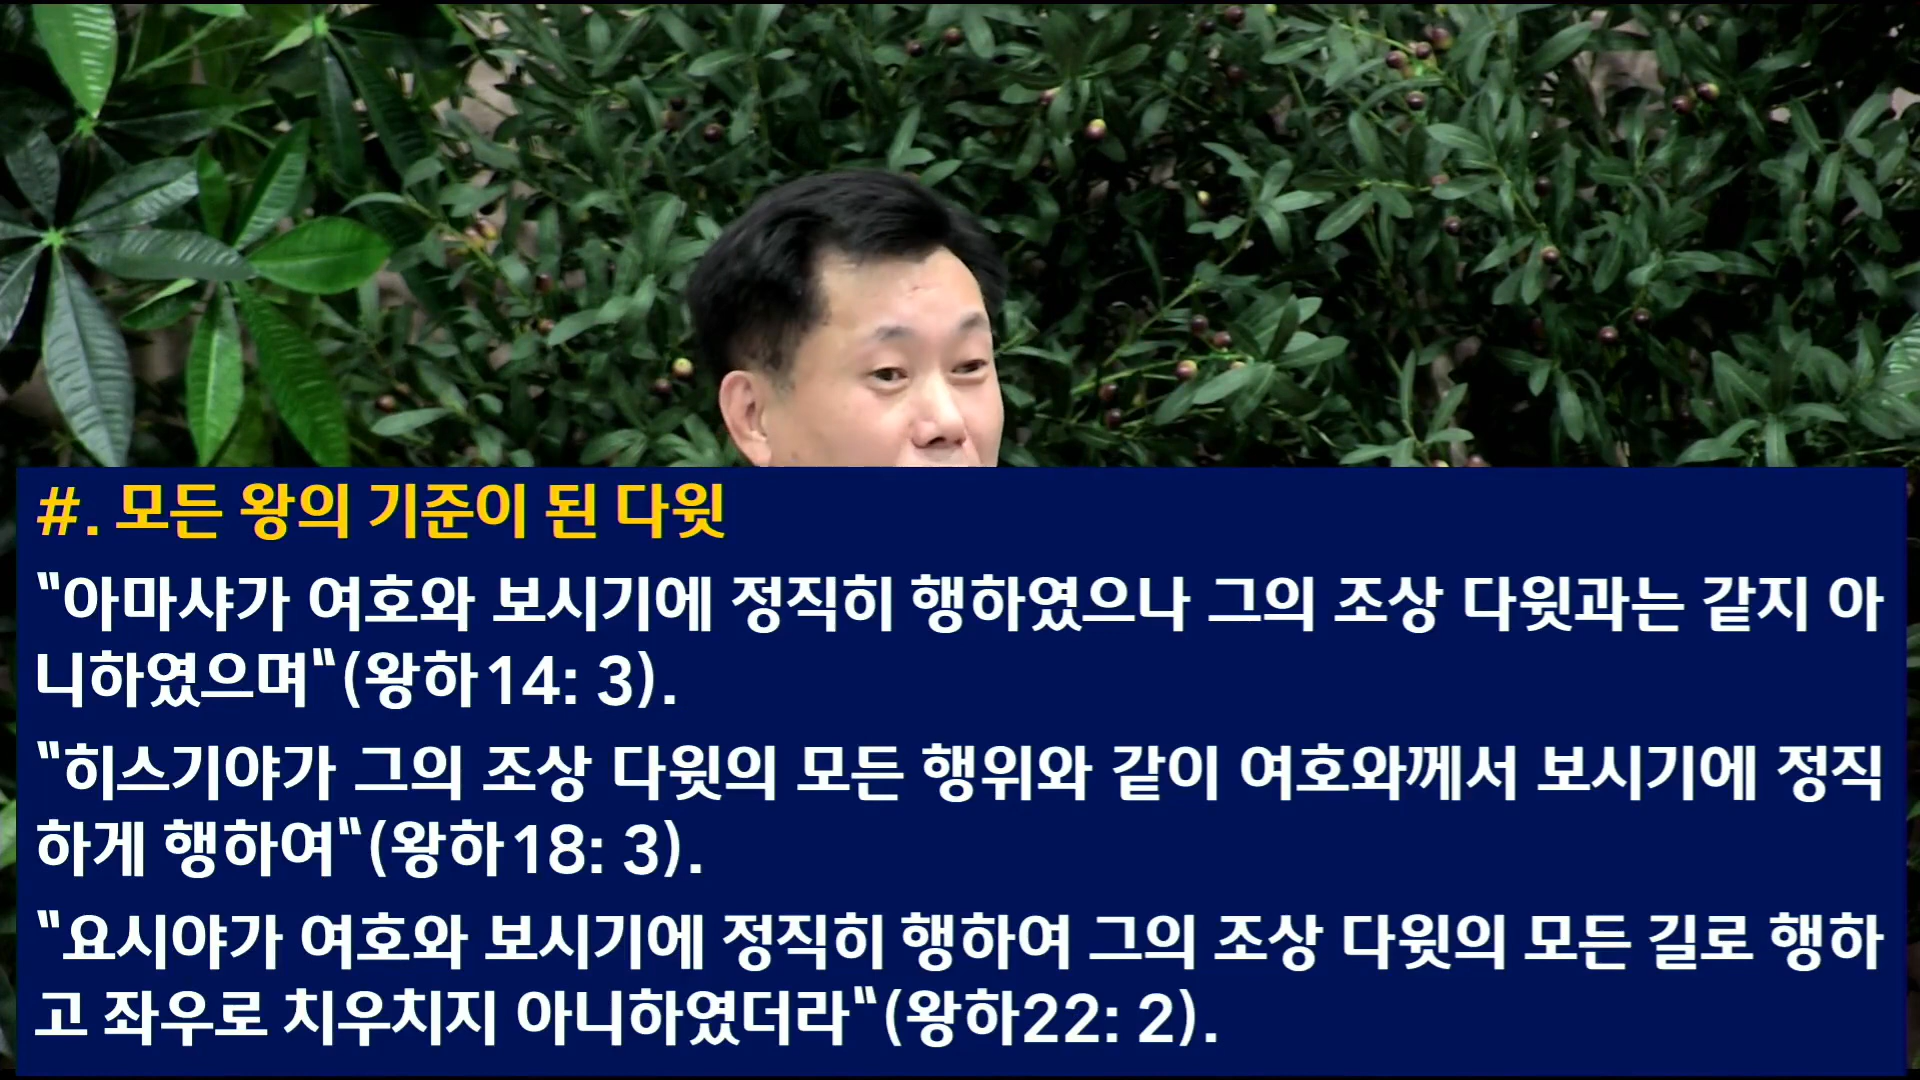 #. 모든 왕의 기준이 된 다윗
"아마샤가 여호와 보시기에 정직히 행하였으나 그의 조상 다윗과는 같지 아
니하였으며"(왕하14: 3).
"히스기야가 그의 조상 다윗의 모든 행위와 같이 여호와께서 보시기에 정직
하게 행하여"(왕하18: 3).
"요시야가 여호와 보시기에 정직히 행하여 그의 조상 다윗의 모든 길로 행하
고 좌우로 치우치지 아니하였더라"(왕하22: 2).